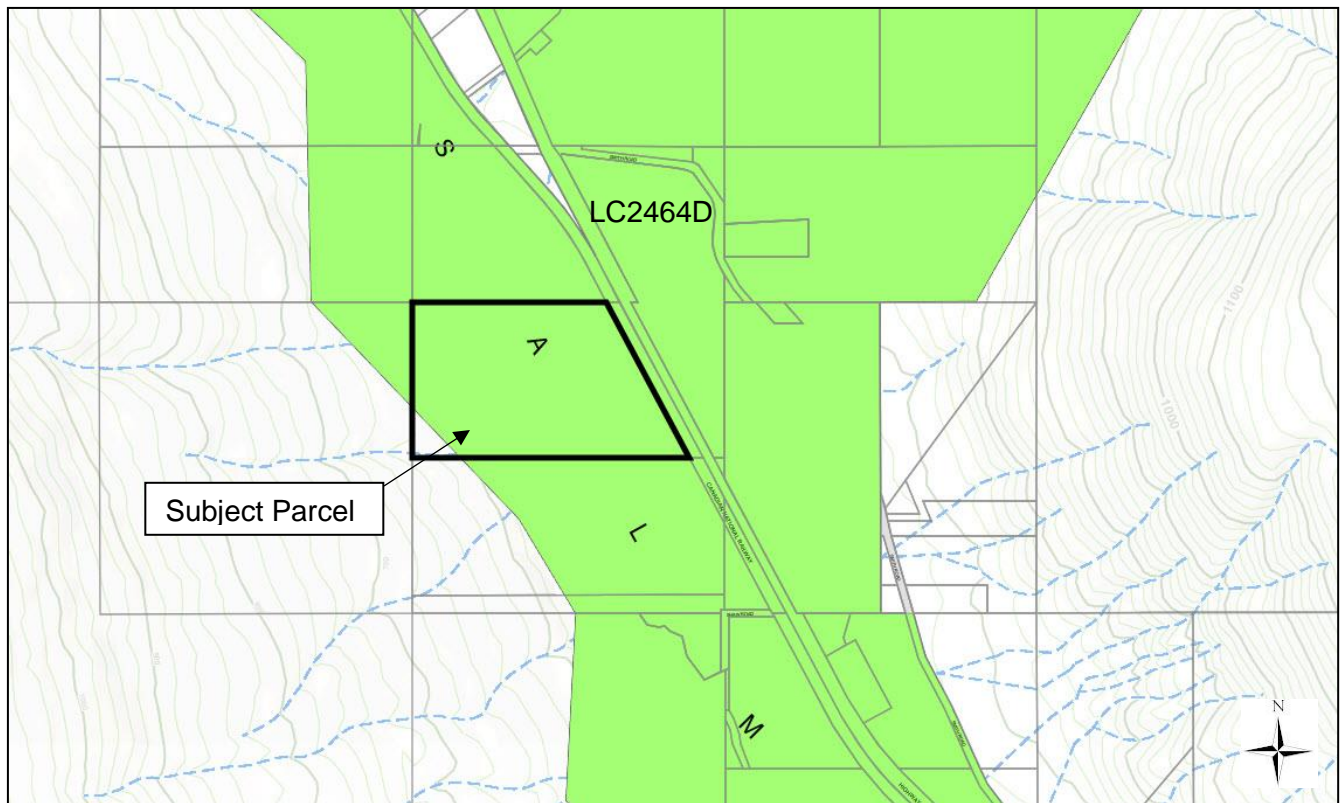 S
LC2464D
1100
A
1000
Subject Parcel
L
CANADIAN NATIONAL RAILWAY
M
N
HIGHWAY